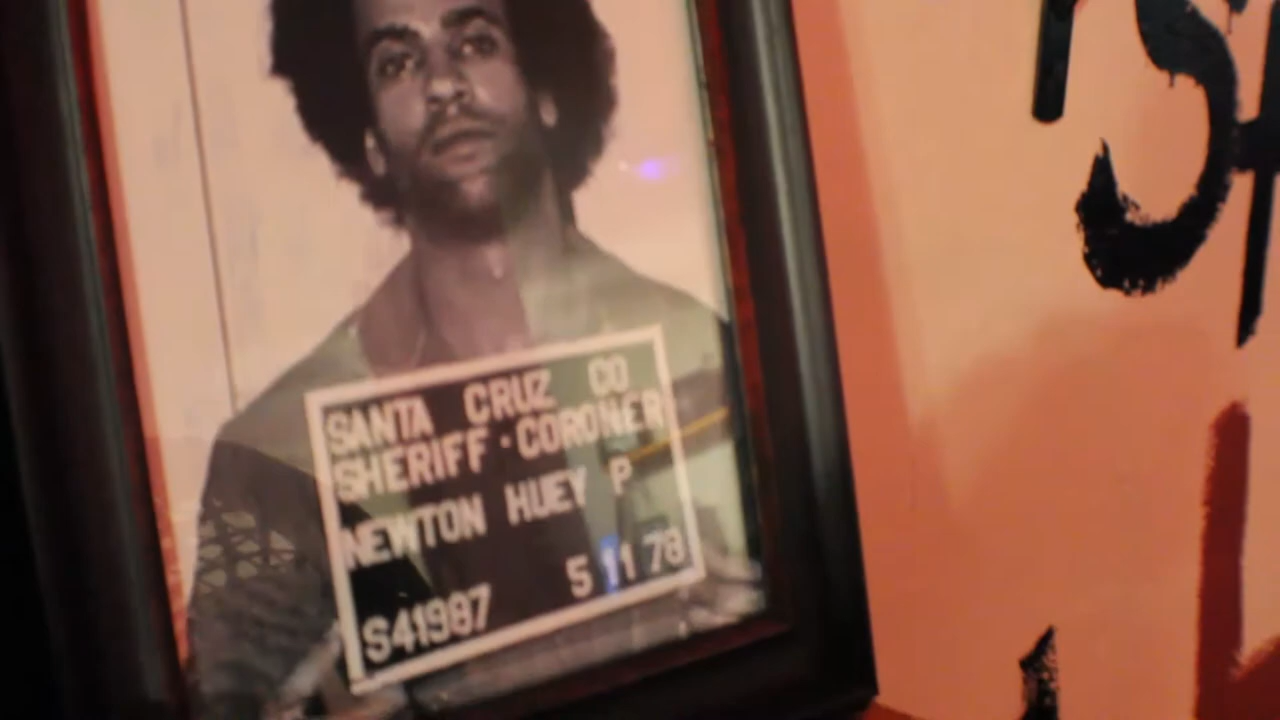 SANTA CRUZ CO
SHERIFF·CORONER
NEWTON HUEY P
5 11 78
S41987